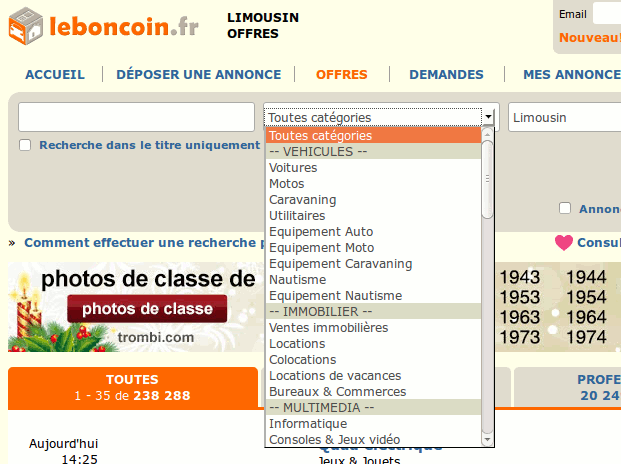 leboncoin.fr
LIMOUSIN
OFFRES
Email
Nouveau!
ACCUEIL
DÉPOSER UNE ANNONCE
OFFRES
DEMANDES
MES ANNONCE
Toutes catégories
Limousin
Recherche dans le titre uniquement
Toutes catégories
-- VEHICULES --
Voitures
Motos
Caravaning
Utilitaires
Equipement Auto
Equipement Moto
Equipement Caravaning
Nautisme
Equipement Nautisme
-- IMMOBILIER --
Ventes immobilières
Locations
Colocations
Locations de vacances
Bureaux & Commerces
-- MULTIMEDIA --
Informatique
Consoles & Jeux vidéo
Annon
» Comment effectuer une recherche
Consul
photos de classe de
photos de classe
trombi.com
1943 1944
1953 1954
1963 1964
1973 1974
TOUTES
1 - 35 de 238 288
PROFE
20 24
Aujourd'hui
14:25
Jeux & Jouets